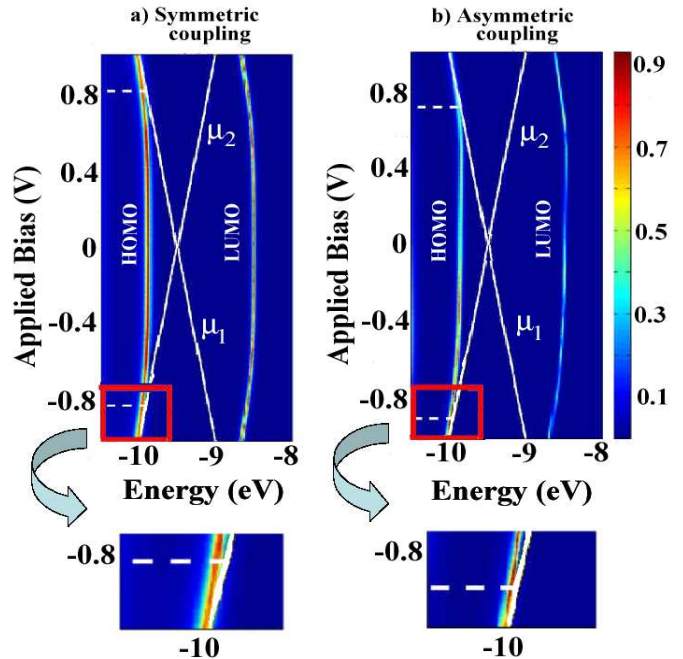 a) Symmetric
coupling
b) Asymmetric
coupling
Applied Bias (V)
0.8
0.4
0
-0.4
-0.8
HOMO
LUMO
μ2
μ1
-10
-9
-8
Energy (eV)
Applied Bias (V)
0.8
0.4
0
-0.4
-0.8
HOMO
LUMO
μ2
μ1
-10
-9
-8
Energy (eV)
0.9
0.7
0.5
0.3
0.1
-0.8
-10
-0.8
-10